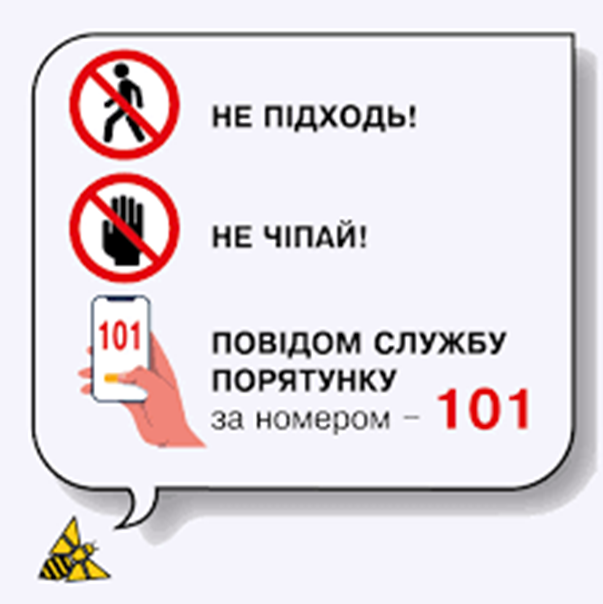 НЕ ПІДХОДЬ!
НЕ ЧІПАЙ!
101
ПОВІДОМ СЛУЖБУ
ПОРЯТУНКУ
за номером – 101